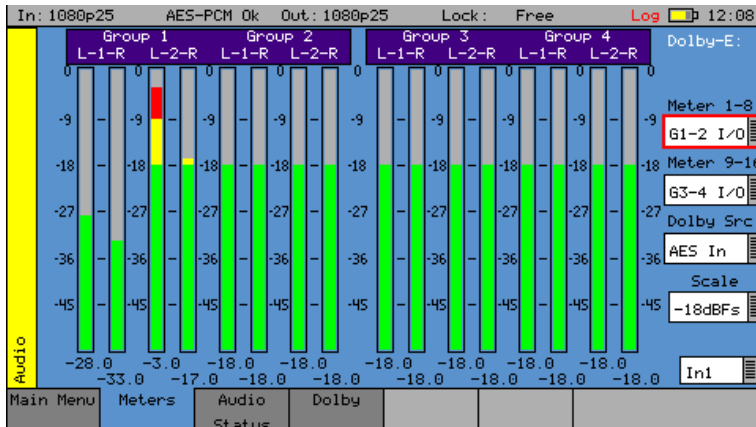 In: 1080p25 AES-PCM Ok Out: 1080p25 Lock: Free Log 12:08
Group 1 Group 2 Group 3 Group 4 Dolby-E:
L-1-R L-2-R L-1-R L-2-R L-1-R L-2-R L-1-R L-2-R
0 0 0 0 0 0 0 0 0 0
Meter 1-8
-9 -9 -9 -9 -9 -9 -9 -9 -9 -9
G1-2 I/O
-18 -18 -18 -18 -18 -18 -18 -18 -18 -18
Meter 9-16
G3-4 I/O
-27 -27 -27 -27 -27 -27 -27 -27 -27 -27
Dolby Src
AES In
-36 -36 -36 -36 -36 -36 -36 -36 -36 -36
Scale
-45 -45 -45 -45 -45 -45 -45 -45 -45 -45
-18dBFs
-28.0 -3.0 -18.0 -18.0 -18.0 -18.0 -18.0 -18.0
-33.0 -17.0 -18.0 -18.0 -18.0 -18.0 -18.0 -18.0
In1
Audio
Main Menu Meters Audio Status Dolby